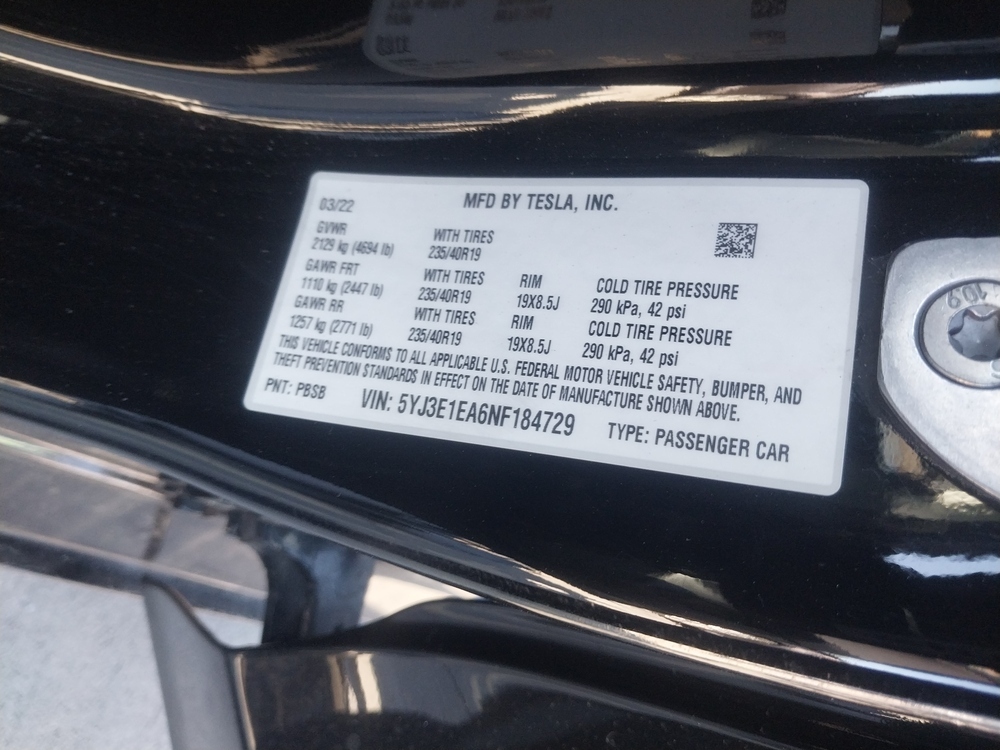 03/22
MFD BY TESLA, INC.
GVWR
2129 kg (4694 lb)
WITH TIRES
235/40R19
GAWR FRT
1110 kg (2447 lb)
WITH TIRES
235/40R19
RIM
19X8.5J
COLD TIRE PRESSURE
290 kPa, 42 psi
GAWR RR
1257 kg (2771 lb)
WITH TIRES
235/40R19
RIM
19X8.5J
COLD TIRE PRESSURE
290 kPa, 42 psi
THIS VEHICLE CONFORMS TO ALL APPLICABLE U.S. FEDERAL MOTOR VEHICLE SAFETY, BUMPER, AND
THEFT PREVENTION STANDARDS IN EFFECT ON THE DATE OF MANUFACTURE SHOWN ABOVE.
PNT: PBSB
VIN: 5YJ3E1EA6NF184729
TYPE: PASSENGER CAR
10.9